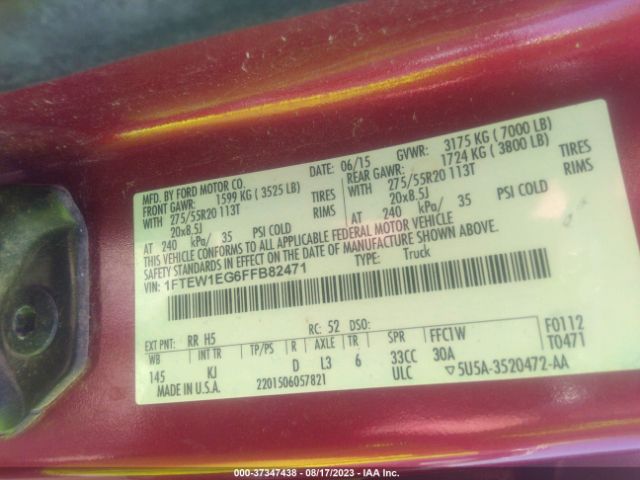 MFD. BY FORD MOTOR CO.
DATE: 06/15 GVWR: 3175 KG ( 7000 LB)
FRONT GAWR: 1599 KG ( 3525 LB) REAR GAWR: 1724 KG ( 3800 LB)
WITH 275/55R20 113T TIRES WITH 275/55R20 113T TIRES
20x8.5J RIMS 20x8.5J RIMS
AT 240 kPa/ 35 PSI COLD AT 240 kPa/ 35 PSI COLD
THIS VEHICLE CONFORMS TO ALL APPLICABLE FEDERAL MOTOR VEHICLE
SAFETY STANDARDS IN EFFECT ON THE DATE OF MANUFACTURE SHOWN ABOVE.
1FTEW1EG6FFB82471 TYPE: Truck
EXT PNT: RR H5 RC: 52 DSO: F0112
WB INT TR TP/PS R AXLE TR SPR FFC1W T0471
145 KJ D L3 6 33CC 30A
MADE IN U.S.A. 2201506057821 ULC ▽5U5A-3520472-AA
000-37347438 - 08/17/2023 - IAA Inc.